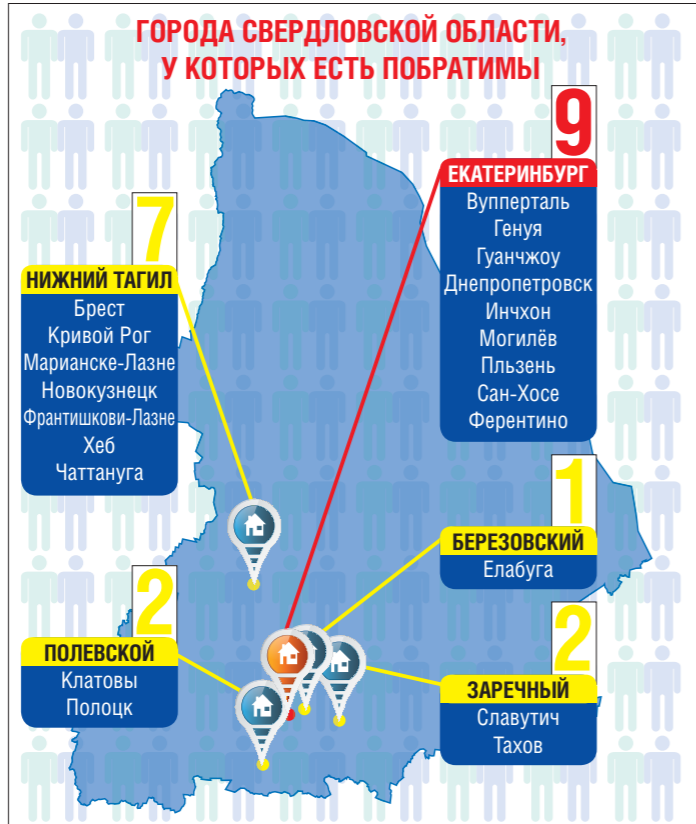 ГОРОДА СВЕРДЛОВСКОЙ ОБЛАСТИ,
У КОТОРЫХ ЕСТЬ ПОБРАТИМЫ
9
ЕКАТЕРИНБУРГ
Вупперталь
Генуя
Гуанчжоу
Днепропетровск
Инчхон
Могилёв
Пльзень
Сан-Хосе
Ферентино
7
НИЖНИЙ ТАГИЛ
Брест
Кривой Рог
Марианске-Лазне
Новокузнецк
Франтишкови-Лазне
Хеб
Чаттануга
1
БЕРЕЗОВСКИЙ
Елабуга
2
ПОЛЕВСКОЙ
Клатовы
Полоцк
2
ЗАРЕЧНЫЙ
Славутич
Тахов